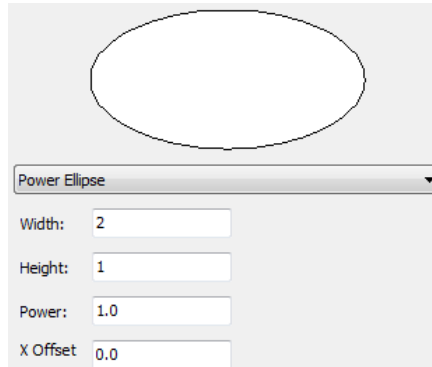 Power Ellipse
Width: 2
Height: 1
Power: 1.0
X Offset 0.0